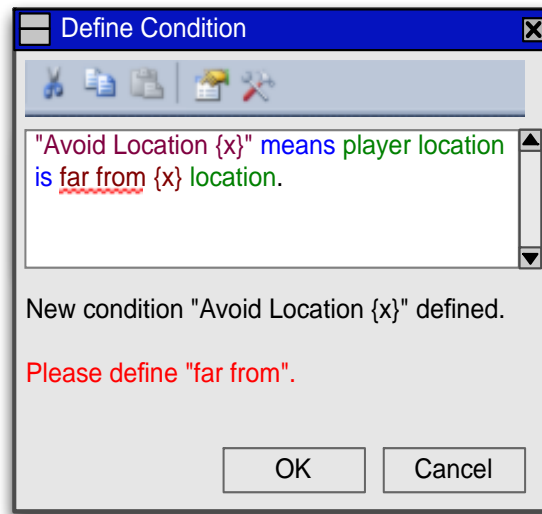 Define Condition
"Avoid Location {x}" means player location
is far from {x} location.
New condition "Avoid Location {x}" defined.
Please define "far from".
OK
Cancel